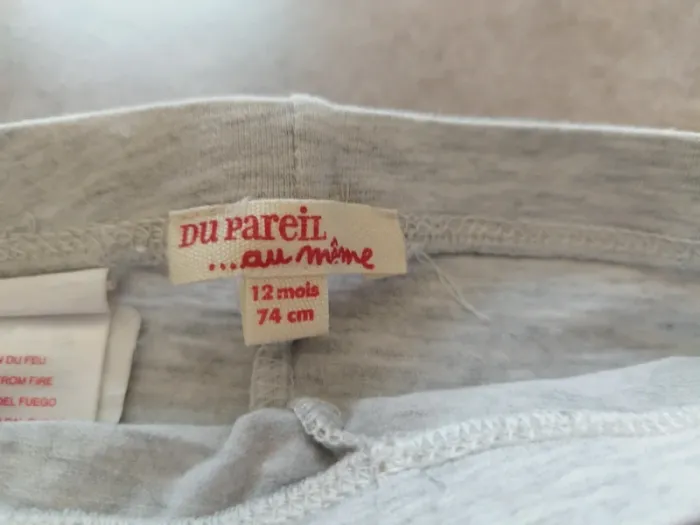 DU PAREIL
...au même
12 mois
74 cm
DU FEU
FROM FIRE
DEL FUEGO